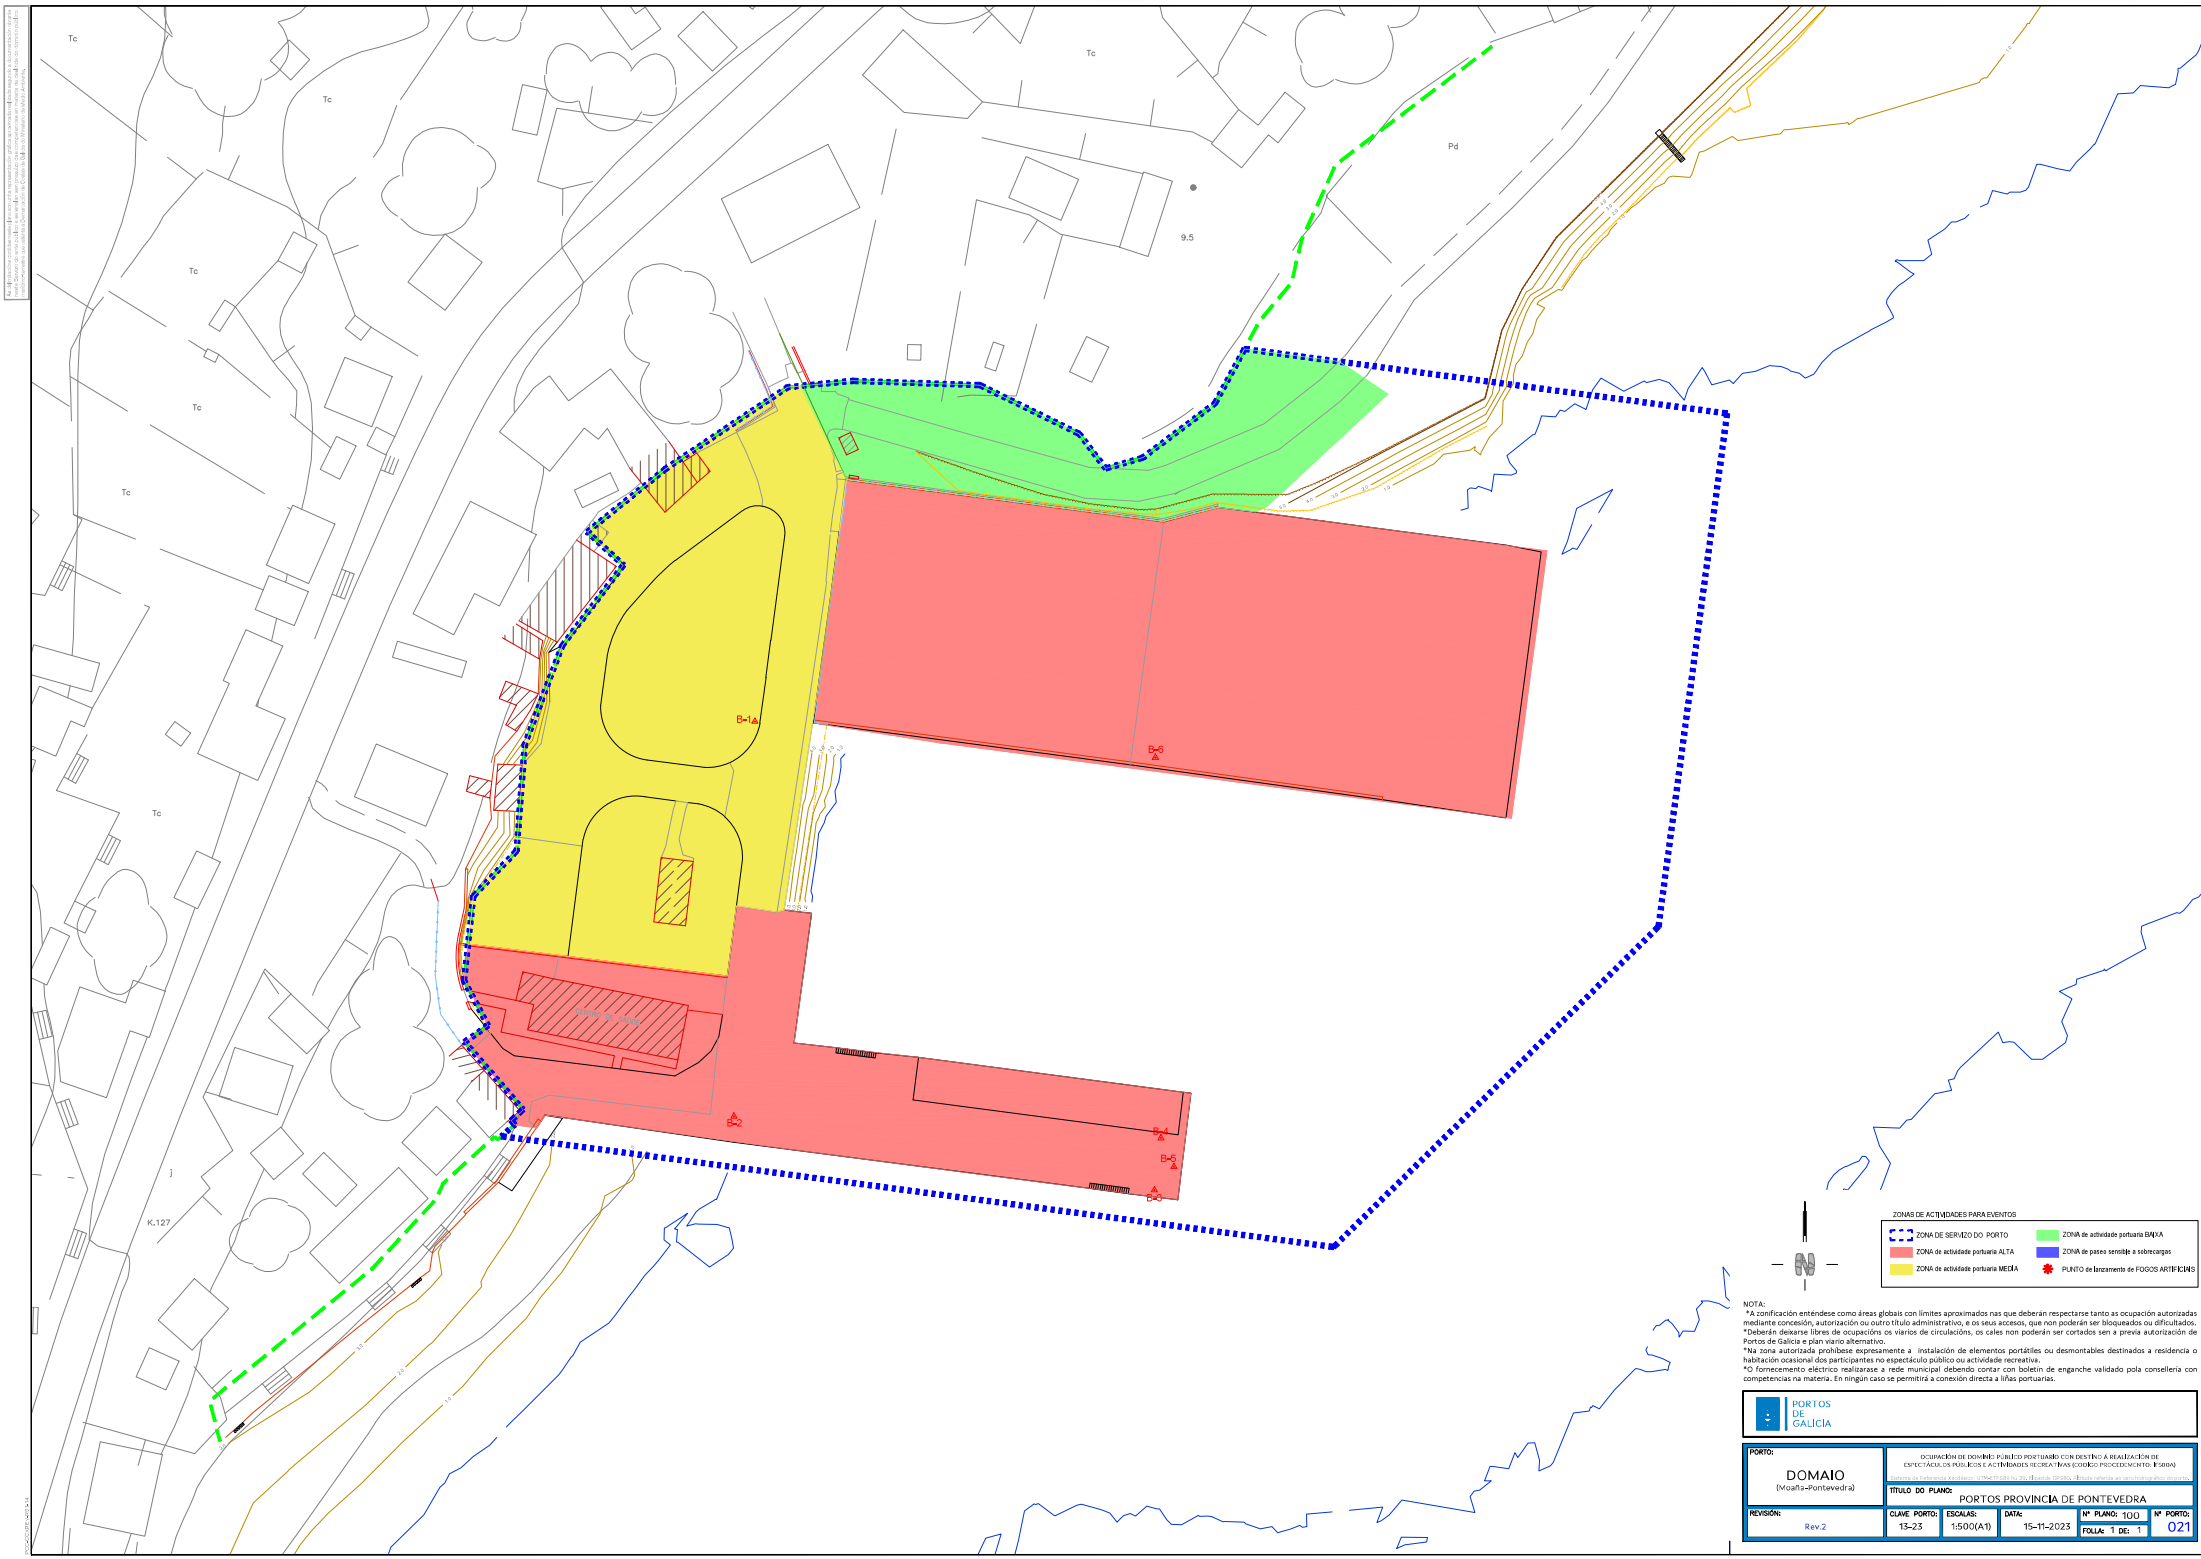 Tc
Tc
Tc
Tc
Tc
Tc
Tc
Pd
9.5
K.127
j
B-1
B-6
B-2
B-4
B-5
ZONAS DE ACTIVIDADES PARA EVENTOS
ZONA DE SERVIZO DO PORTO
ZONA de actividade portuaria ALTA
ZONA de actividade portuaria MEDIA
ZONA de actividade portuaria BAIXA
ZONA de paseo sensible a sobrecargas
PUNTO de lanzamento de FOGOS ARTIFICIAIS
NOTA:
*A zonificación enténdese como áreas globais con límites aproximados nas que deberán respectarse tanto as ocupación autorizadas
mediante concesión, autorización ou outro título administrativo, e os seus accesos, que non poderán ser bloqueados ou dificultados.
*Deberán deixarse libres de ocupacións os viarios de circulacións, os cales non poderán ser cortados sen a previa autorización de
Portos de Galicia e plan viario alternativo.
*Na zona autorizada prohíbese expresamente a instalación de elementos portátiles ou desmontables destinados a residencia o
habitación ocasional dos participantes no espectáculo público ou actividade recreativa.
*O fornecemento eléctrico realizarase a rede municipal debendo contar con boletín de enganche validado pola consellería con
competencias na materia. En ningún caso se permitirá a conexión directa a liñas portuarias.
PORTOS
DE
GALICIA
PORTO:
DOMAIO
(Moaña-Pontevedra)
OCUPACIÓN DE DOMINIO PÚBLICO PORTUARIO CON DESTINO A REALIZACIÓN DE
ESPECTÁCULOS PÚBLICOS E ACTIVIDADES RECREATIVAS (CODIGO PROCEDEMENTO: IF500A)
TÍTULO DO PLANO:
PORTOS PROVINCIA DE PONTEVEDRA
REVISIÓN:
Rev.2
CLAVE PORTO:
13-23
ESCALAS:
1:500(A1)
DATA:
15-11-2023
Nº PLANO: 100
FOLLA: 1 DE: 1
Nº PORTO:
021